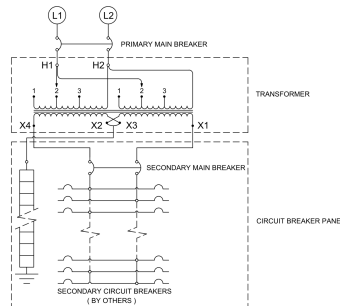 L1 L2
PRIMARY MAIN BREAKER
H1 H2
1 2 3 1 2 3
TRANSFORMER
X4 X2 X3 X1
SECONDARY MAIN BREAKER
CIRCUIT BREAKER PANE
SECONDARY CIRCUIT BREAKERS
( BY OTHERS )